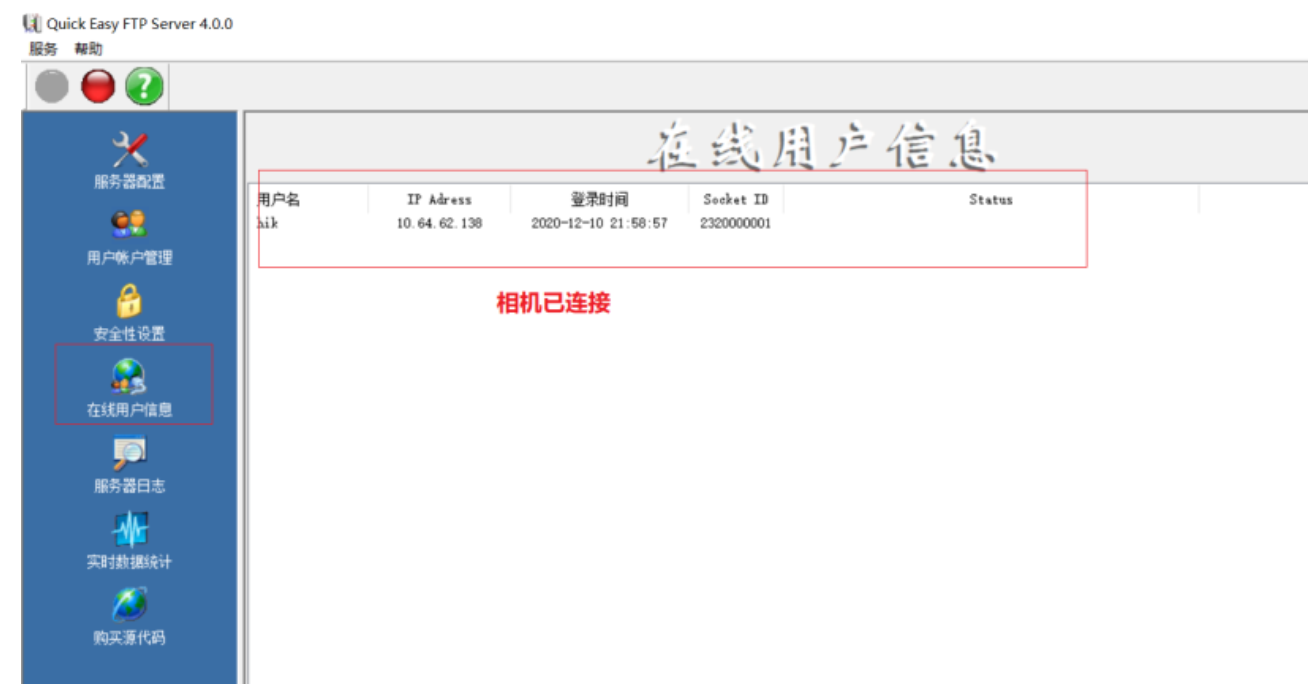 Quick Easy FTP Server 4.0.0
服务 帮助
在线用户信息
服务器配置
用户帐户管理
安全性设置
在线用户信息
服务器日志
实时数据统计
购买源代码
用户名 IP Adress 登录时间 Socket ID Status
hik 10.64.62.138 2020-12-10 21:58:57 2320000001
相机已连接